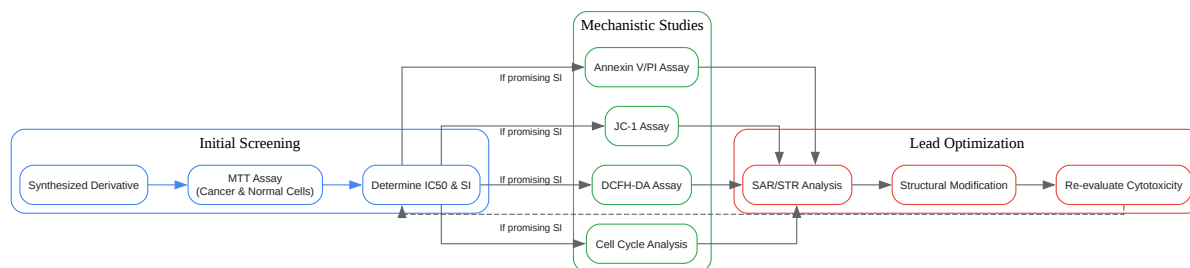 Mechanistic Studies
Annexin V/PI Assay
If promising SI
JC-1 Assay
If promising SI
Initial Screening
Lead Optimization
Synthesized Derivative
MTT Assay
(Cancer & Normal Cells)
Determine IC50 & SI
If promising SI
DCFH-DA Assay
SAR/STR Analysis
Structural Modification
Re-evaluate Cytotoxicity
If promising SI
Cell Cycle Analysis